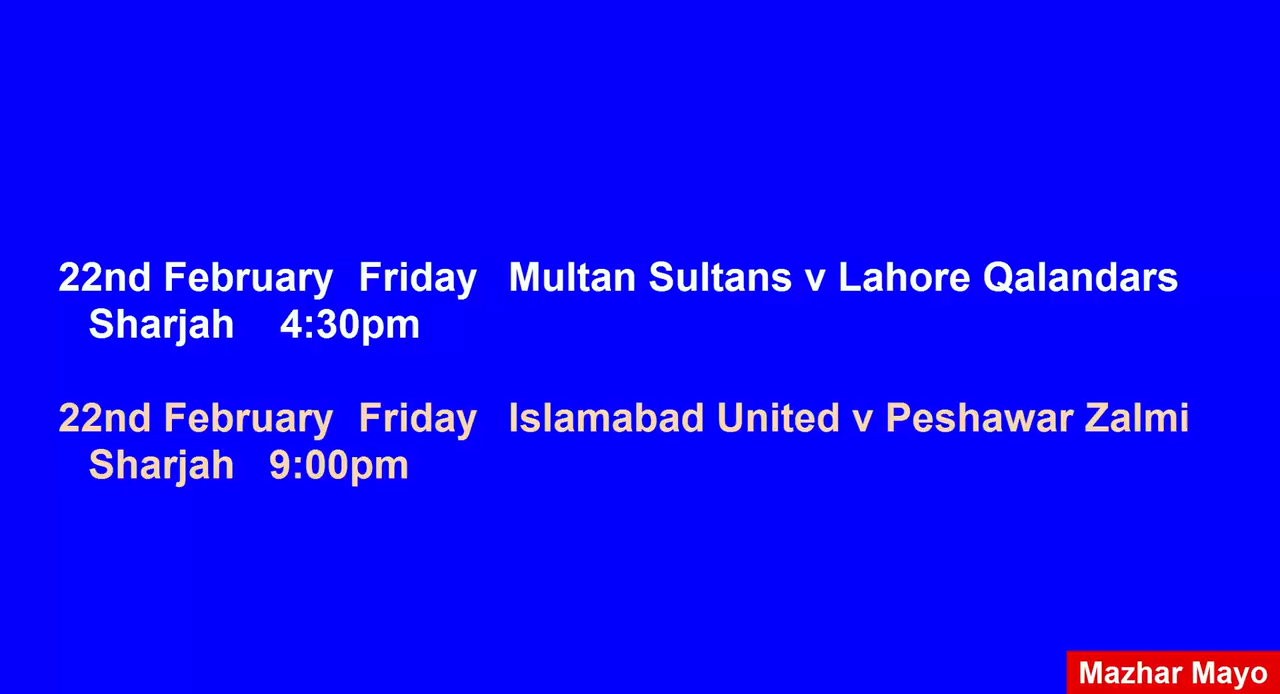 22nd February Friday Multan Sultans v Lahore Qalandars
Sharjah 4:30pm
22nd February Friday Islamabad United v Peshawar Zalmi
Sharjah 9:00pm
Mazhar Mayo